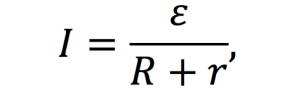 I = ε / (R + r),